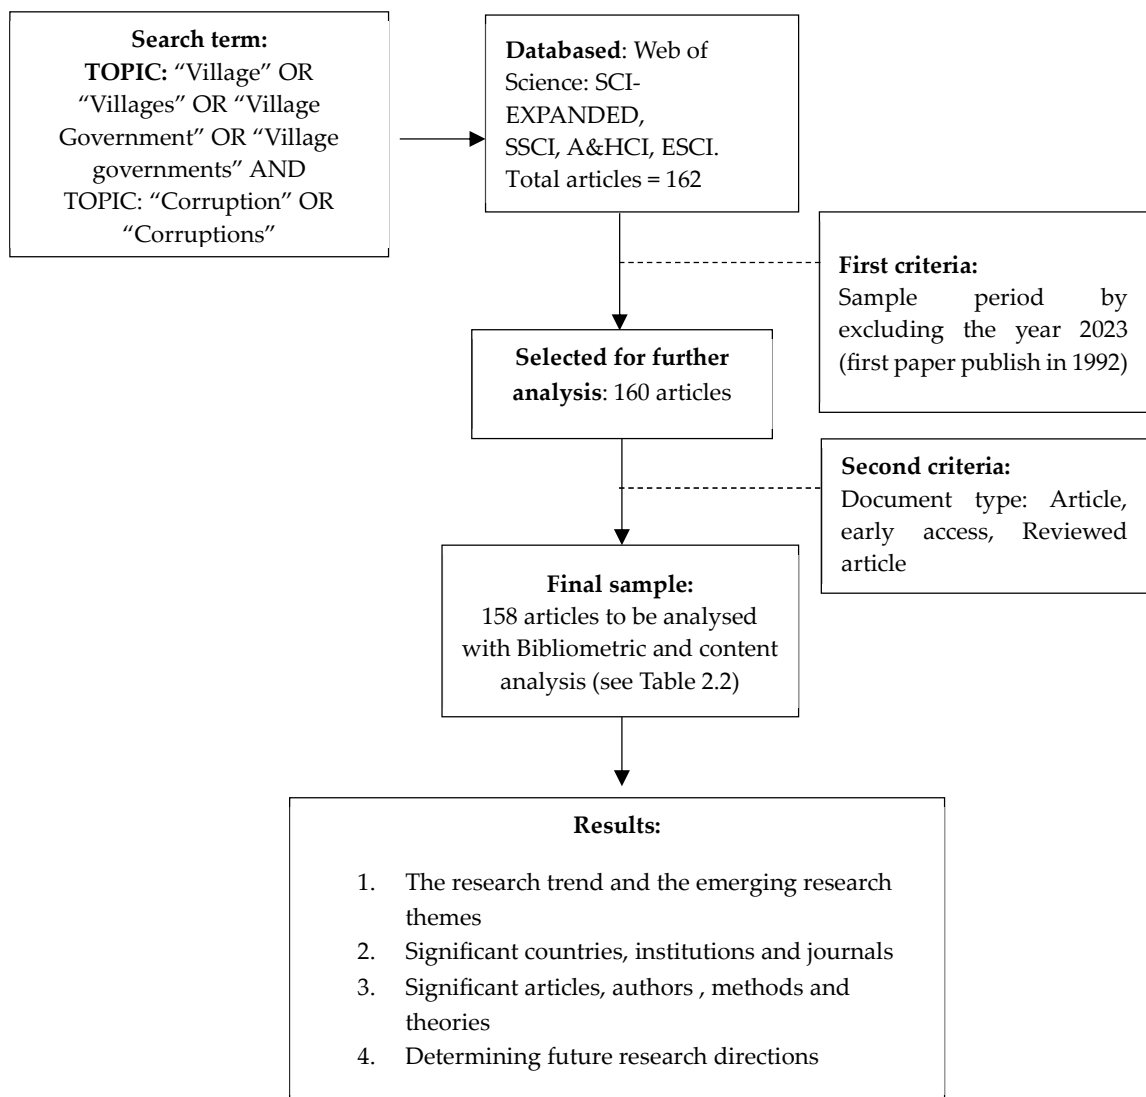 Search term:
TOPIC: “Village” OR
“Villages” OR “Village
Government” OR “Village
governments” AND
TOPIC: “Corruption” OR
“Corruptions”
Databased: Web of
Science: SCI-
EXPANDED,
SSCI, A&HCI, ESCI.
Total articles = 162
First criteria:
Sample period by
excluding the year 2023
(first paper publish in 1992)
Selected for further
analysis: 160 articles
Second criteria:
Document type: Article,
early access, Reviewed
article
Final sample:
158 articles to be analysed
with Bibliometric and content
analysis (see Table 2.2)
Results:
1. The research trend and the emerging research
themes
2. Significant countries, institutions and journals
3. Significant articles, authors , methods and
theories
4. Determining future research directions